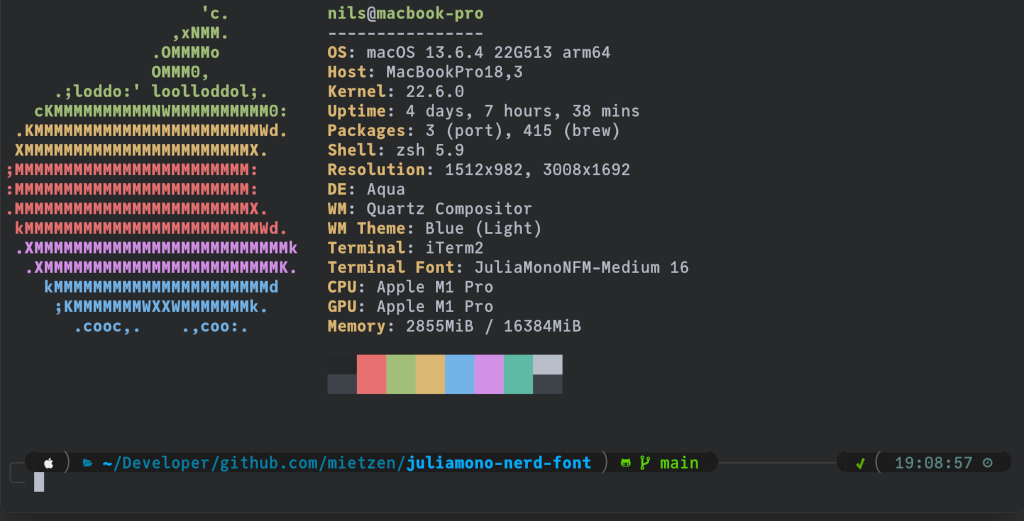 'c.
,xNMM.
.OMMMMo
OMMM0,
.;loddo:' loolloddol;.
cKMMMMMMMMMMNWMMMMMMMMMM0:
.KMMMMMMMMMMMMMMMMMMMMMMMWd.
XMMMMMMMMMMMMMMMMMMMMMMMX.
;MMMMMMMMMMMMMMMMMMMMMMMM:
:MMMMMMMMMMMMMMMMMMMMMMMM:
.MMMMMMMMMMMMMMMMMMMMMMMMX.
kMMMMMMMMMMMMMMMMMMMMMMMMWd.
.XMMMMMMMMMMMMMMMMMMMMMMMMMMk
.XMMMMMMMMMMMMMMMMMMMMMMMMK.
kMMMMMMMMMMMMMMMMMMMMMMd
;KMMMMMMMWXXWMMMMMMMk.
.cooc,. .,coo:.
nils@macbook-pro
----------------
OS: macOS 13.6.4 22G513 arm64
Host: MacBookPro18,3
Kernel: 22.6.0
Uptime: 4 days, 7 hours, 38 mins
Packages: 3 (port), 415 (brew)
Shell: zsh 5.9
Resolution: 1512x982, 3008x1692
DE: Aqua
WM: Quartz Compositor
WM Theme: Blue (Light)
Terminal: iTerm2
Terminal Font: JuliaMonoNFM-Medium 16
CPU: Apple M1 Pro
GPU: Apple M1 Pro
Memory: 2855MiB / 16384MiB
~/Developer/github.com/mietzen/juliamono-nerd-font main ✔ 19:08:57